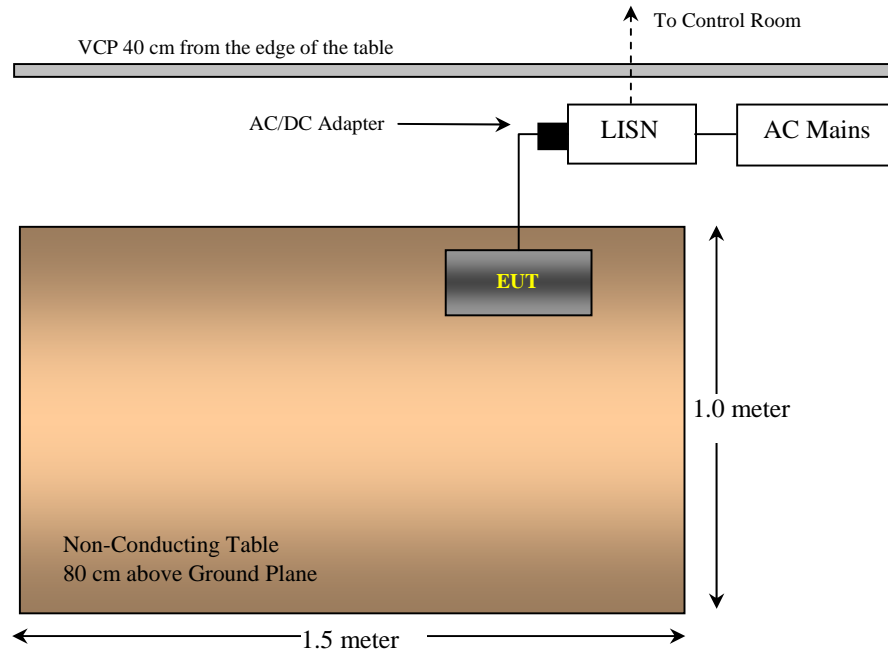 To Control Room
VCP 40 cm from the edge of the table
AC/DC Adapter
LISN
AC Mains
EUT
1.0 meter
Non-Conducting Table
80 cm above Ground Plane
1.5 meter